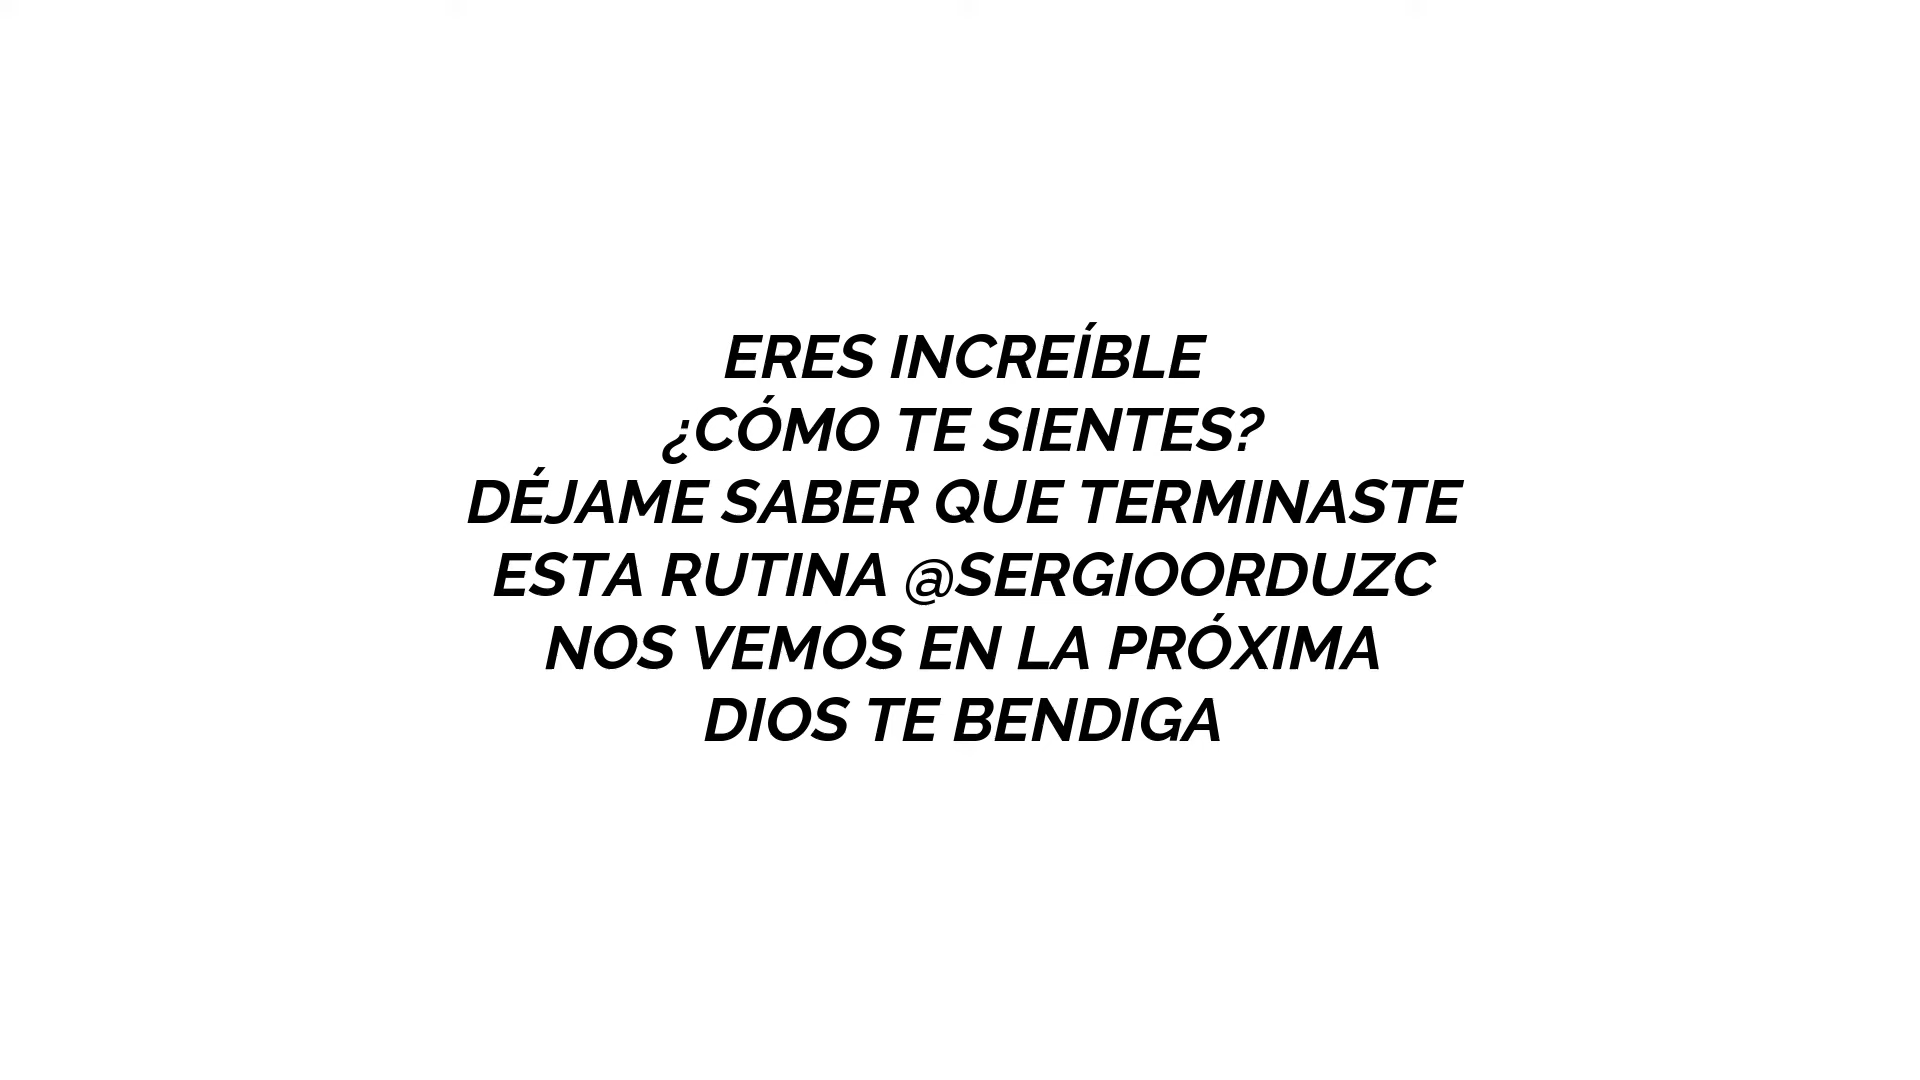 ERES INCREÍBLE
¿CÓMO TE SIENTES?
DÉJAME SABER QUE TERMINASTE
ESTA RUTINA @SERGIOORDUZC
NOS VEMOS EN LA PRÓXIMA
DIOS TE BENDIGA